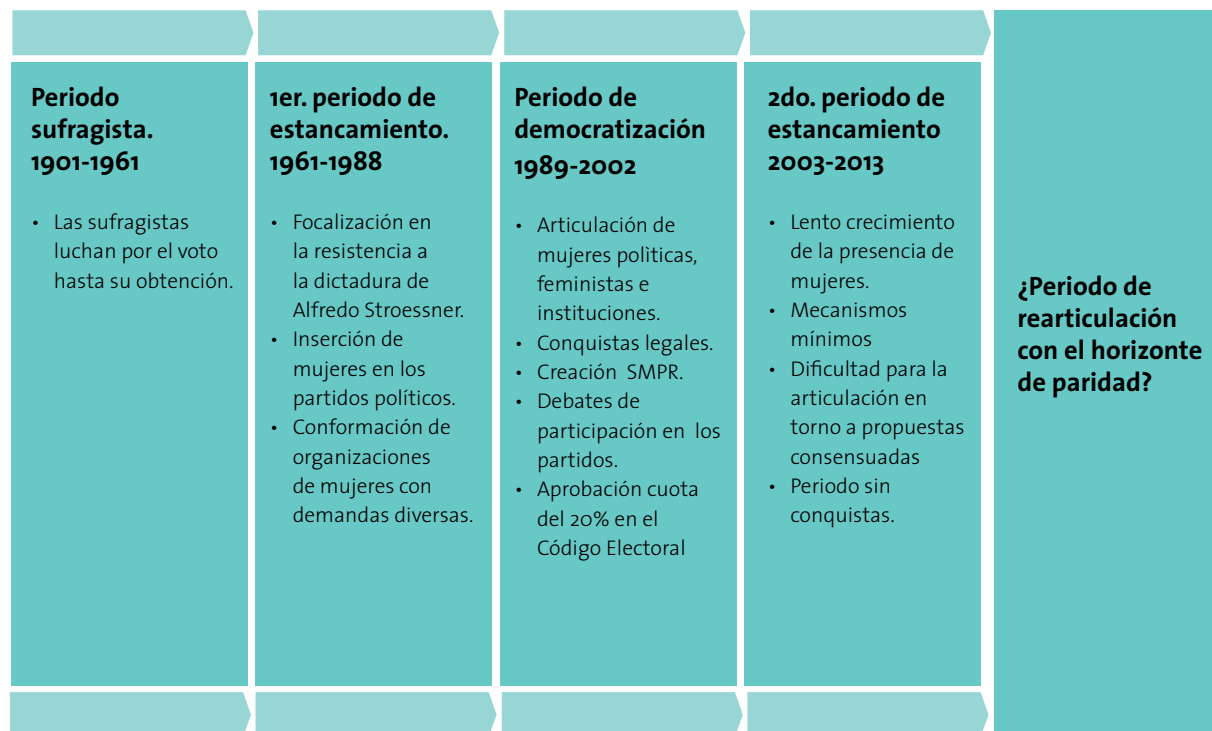 Periodo
sufragista.
1901-1961
• Las sufragistas
luchan por el voto
hasta su obtención.
1er. periodo de
estancamiento.
1961-1988
• Focalización en
la resistencia a
la dictadura de
Alfredo Stroessner.
• Inserción de
mujeres en los
partidos políticos.
• Conformación de
organizaciones
de mujeres con
demandas diversas.
Periodo de
democratización
1989-2002
• Articulación de
mujeres polìticas,
feministas e
instituciones.
• Conquistas legales.
• Creación SMPR.
• Debates de
participación en los
partidos.
• Aprobación cuota
del 20% en el
Código Electoral
2do. periodo de
estancamiento
2003-2013
• Lento crecimiento
de la presencia de
mujeres.
• Mecanismos
mínimos
• Dificultad para la
articulación en
torno a propuestas
consensuadas
• Periodo sin
conquistas.
¿Periodo de
rearticulación
con el horizonte
de paridad?